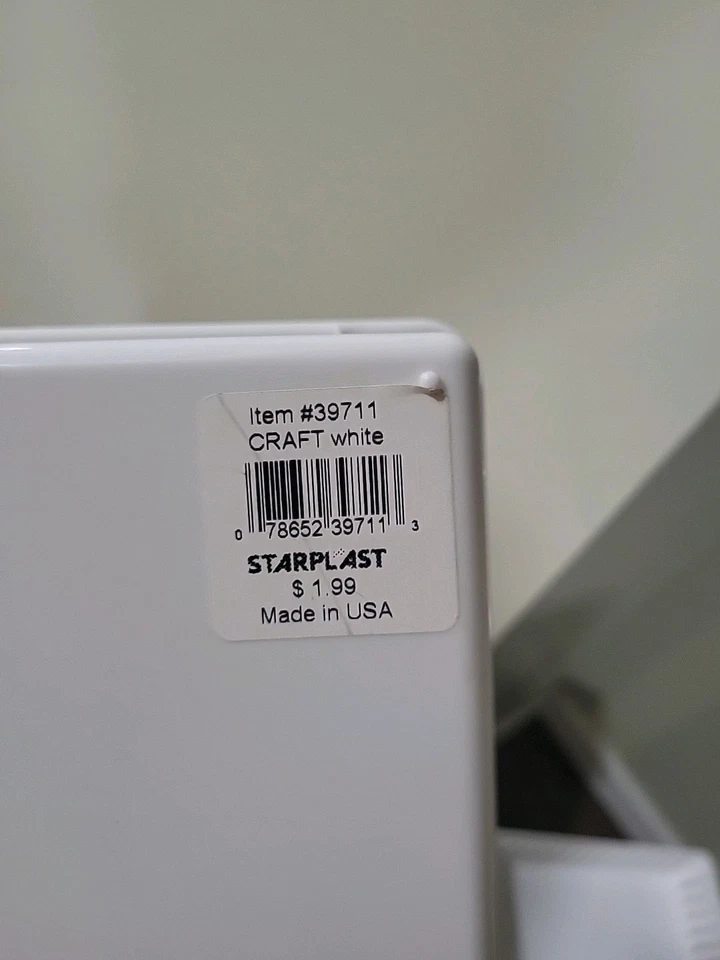 Item #39711
CRAFT white
0 78652 39711 3
STARPLAST
$ 1.99
Made in USA